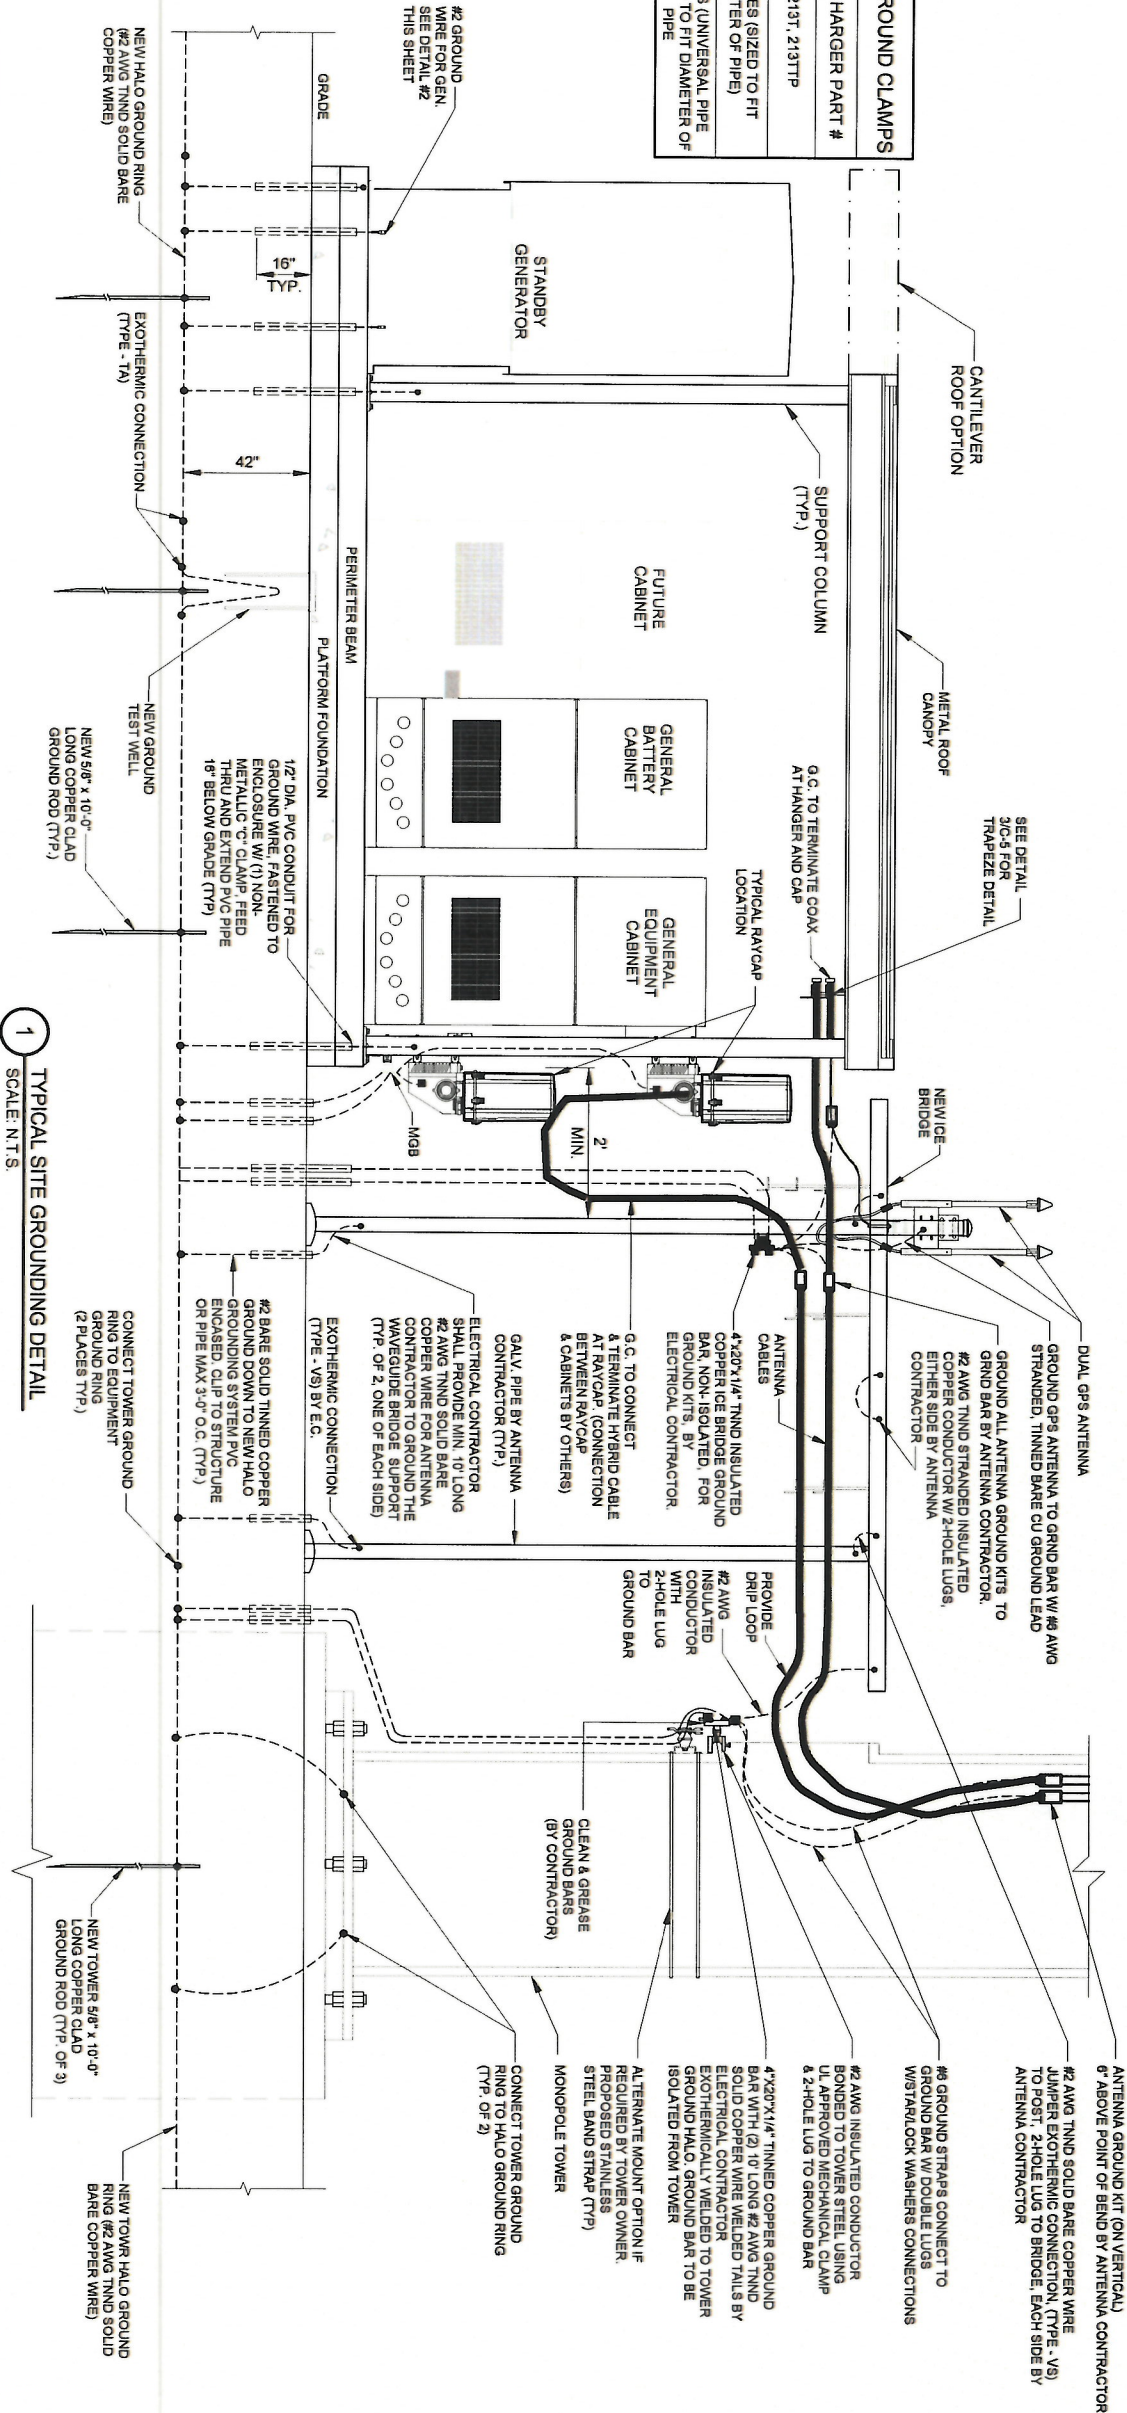 ROUND CLAMPS
HARGER PART #
213T, 213TTP
ES (SIZED TO FIT
TER OF PIPE)
S (UNIVERSAL PIPE
TO FIT DIAMETER OF
PIPE
CANTILEVER
ROOF OPTION
METAL ROOF
CANOPY
SEE DETAIL
3/C-5 FOR
TRAPEZE DETAIL
NEW ICE
BRIDGE
DUAL GPS ANTENNA
GROUND GPS ANTENNA TO GRND BAR W/ #6 AWG
STRANDED, TINNED BARE CU GROUND LEAD
GROUND ALL ANTENNA GROUND KITS TO
GRND BAR BY ANTENNA CONTRACTOR.
#2 AWG TNND STRANDED INSULATED
COPPER CONDUCTOR W/ 2-HOLE LUGS,
EITHER SIDE BY ANTENNA
CONTRACTOR
ANTENNA GROUND KIT (ON VERTICAL)
6" ABOVE POINT OF BEND BY ANTENNA CONTRACTOR
#2 AWG TNND SOLID BARE COPPER WIRE
JUMPER EXOTHERMIC CONNECTION, (TYPE - VS)
TO POST, 2-HOLE LUG TO BRIDGE, EACH SIDE BY
ANTENNA CONTRACTOR
#6 GROUND STRAPS CONNECT TO
GROUND BAR W/ DOUBLE LUGS
W/STAR/LOCK WASHERS CONNECTIONS
#2 AWG INSULATED CONDUCTOR
BONDED TO TOWER STEEL USING
UL APPROVED MECHANICAL CLAMP
& 2-HOLE LUG TO GROUND BAR
4"X20"X1/4" TINNED COPPER GROUND
BAR WITH (2) 10' LONG #2 AWG TNND
SOLID COPPER WIRE WELDED TAILS BY
ELECTRICAL CONTRACTOR
EXOTHERMICALLY WELDED TO TOWER
GROUND HALO. GROUND BAR TO BE
ISOLATED FROM TOWER
ALTERNATE MOUNT OPTION IF
REQUIRED BY TOWER OWNER.
PROPOSED STAINLESS
STEEL BAND STRAP (TYP)
MONOPOLE TOWER
CONNECT TOWER GROUND
RING TO HALO GROUND RING
(TYP. OF 2)
SUPPORT COLUMN
(TYP.)
G.C. TO TERMINATE COAX
AT HANGER AND CAP
TYPICAL RAYCAP
LOCATION
STANDBY
GENERATOR
FUTURE
CABINET
GENERAL
BATTERY
CABINET
GENERAL
EQUIPMENT
CABINET
2'
MIN.
MGB
ANTENNA
CABLES
4"x20"x1/4" TNND INSULATED
COPPER ICE BRIDGE GROUND
BAR, NON-ISOLATED, FOR
GROUND KITS, BY
ELECTRICAL CONTRACTOR.
G.C. TO CONNECT
& TERMINATE HYBRID CABLE
AT RAYCAP. (CONNECTION
BETWEEN RAYCAP
& CABINETS BY OTHERS)
GALV. PIPE BY ANTENNA
CONTRACTOR (TYP.)
ELECTRICAL CONTRACTOR
SHALL PROVIDE MIN. 10' LONG
#2 AWG TNND SOLID BARE
COPPER WIRE FOR ANTENNA
CONTRACTOR TO GROUND THE
WAVEGUIDE BRIDGE SUPPORT
(TYP. OF 2, ONE OF EACH SIDE)
EXOTHERMIC CONNECTION
(TYPE - VS) BY E.C.
#2 BARE SOLID TINNED COPPER
GROUND DOWN TO NEW HALO
GROUNDING SYSTEM PVC
ENCASED, CLIP TO STRUCTURE
OR PIPE MAX 3'-0" O.C. (TYP.)
CONNECT TOWER GROUND
RING TO EQUIPMENT
GROUND RING
(2 PLACES TYP.)
PROVIDE
DRIP LOOP
#2 AWG
INSULATED
CONDUCTOR
WITH
2-HOLE LUG
TO
GROUND BAR
CLEAN & GREASE
GROUND BARS
(BY CONTRACTOR)
#2 GROUND
WIRE FOR GEN.
SEE DETAIL #2
THIS SHEET
GRADE
16"
TYP.
42"
PERIMETER BEAM
PLATFORM FOUNDATION
1/2" DIA. PVC CONDUIT FOR
GROUND WIRE, FASTENED TO
ENCLOSURE W/ (1) NON-
METALLIC "C" CLAMP, FEED
THRU AND EXTEND PVC PIPE
16" BELOW GRADE (TYP)
NEW HALO GROUND RING
(#2 AWG TNND SOLID BARE
COPPER WIRE)
EXOTHERMIC CONNECTION
(TYPE - TA)
NEW GROUND
TEST WELL
NEW 5/8" x 10'-0"
LONG COPPER CLAD
GROUND ROD (TYP.)
NEW TOWER 5/8" x 10'-0"
LONG COPPER CLAD
GROUND ROD (TYP. OF 3)
NEW TOWR HALO GROUND
RING (#2 AWG TNND SOLID
BARE COPPER WIRE)
1
TYPICAL SITE GROUNDING DETAIL
SCALE: N.T.S.